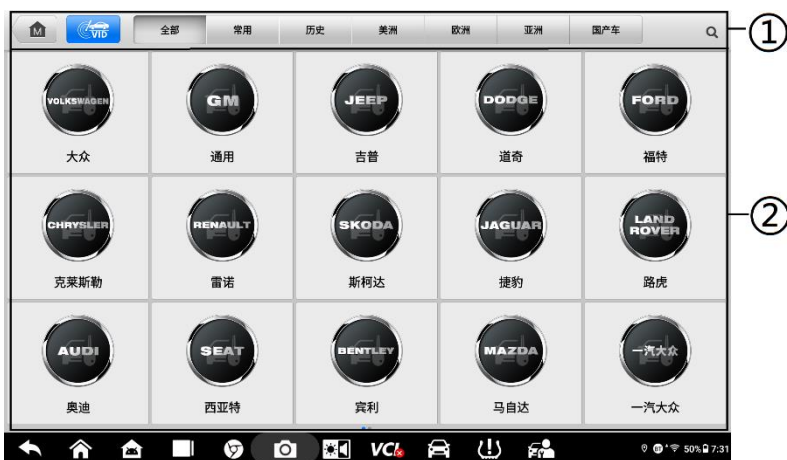 M VID 全部 常用 历史 美洲 欧洲 亚洲 国产车 ①
VOLKSWAGEN GM JEEP DODGE FORD
大众 通用 吉普 道奇 福特
CHRYSLER RENAULT SKODA JAGUAR LAND ROVER ②
克莱斯勒 雷诺 斯柯达 捷豹 路虎
AUDI SEAT BENTLEY MAZDA 一汽大众
奥迪 西亚特 宾利 马自达 一汽大众
VCI 50% 7:31